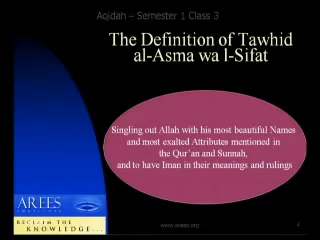 Aqidah – Semester 1 Class 3
The Definition of Tawhid
al-Asma wa l-Sifat
Singling out Allah with his most beautiful Names
and most exalted Attributes mentioned in
the Qur'an and Sunnah,
and to have Iman in their meanings and rulings
AREES
RECLAIM THE
KNOWLEDGE...
www.arees.org